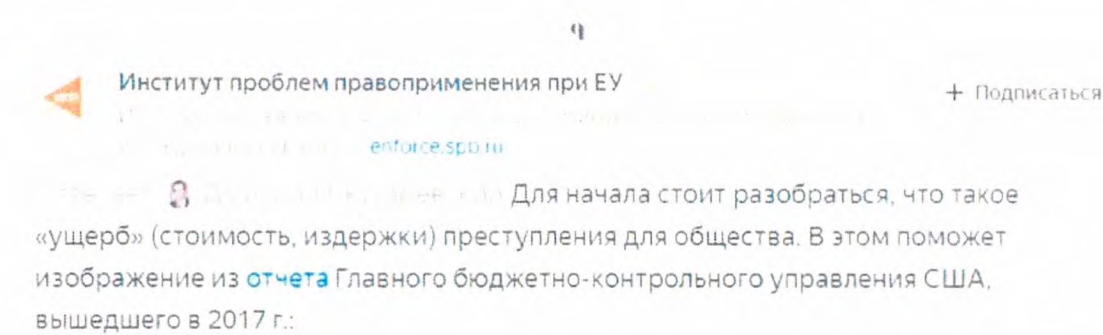 Институт проблем правоприменения при ЕУ
+ Подписаться
enforce.spb.ru
Для начала стоит разобраться, что такое
«ущерб» (стоимость, издержки) преступления для общества. В этом поможет
изображение из отчета Главного бюджетно-контрольного управления США,
вышедшего в 2017 г.: